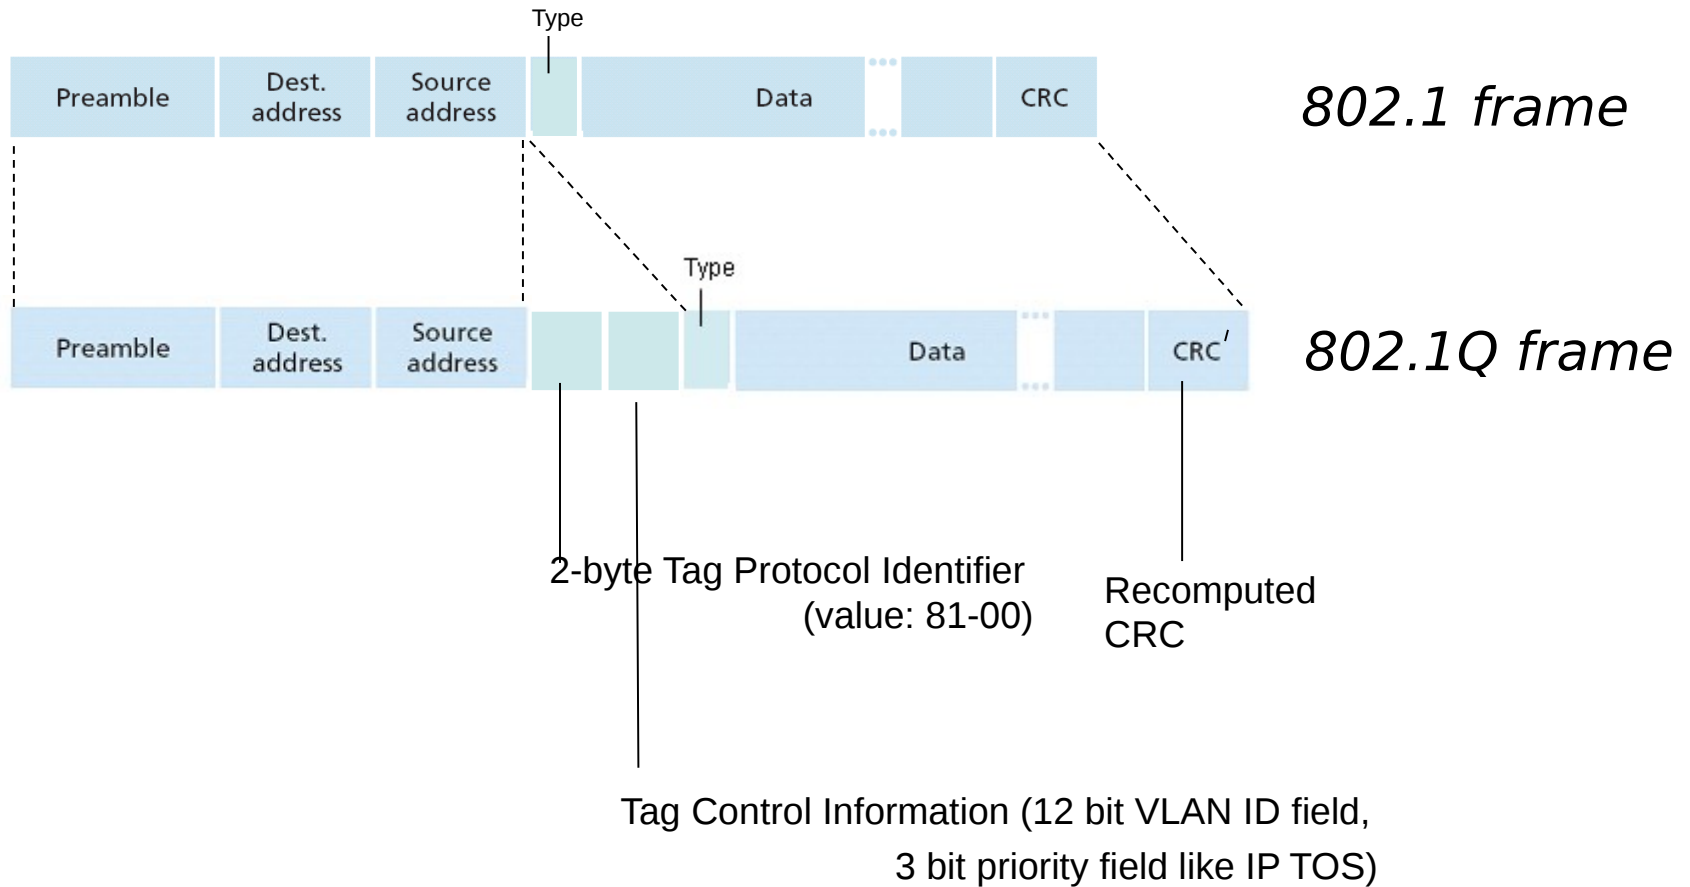 Type
Preamble
Dest.
address
Source
address
Data
CRC
802.1 frame
Type
Preamble
Dest.
address
Source
address
Data
CRC′
802.1Q frame
2-byte Tag Protocol Identifier
(value: 81-00)
Recomputed
CRC
Tag Control Information (12 bit VLAN ID field,
3 bit priority field like IP TOS)